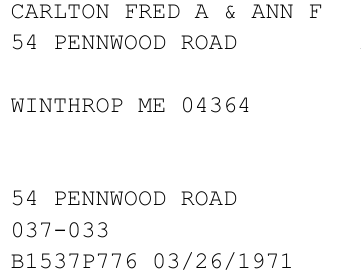 CARLTON FRED A & ANN F
54 PENNWOOD ROAD
WINTHROP ME 04364
54 PENNWOOD ROAD
037-033
B1537P776 03/26/1971